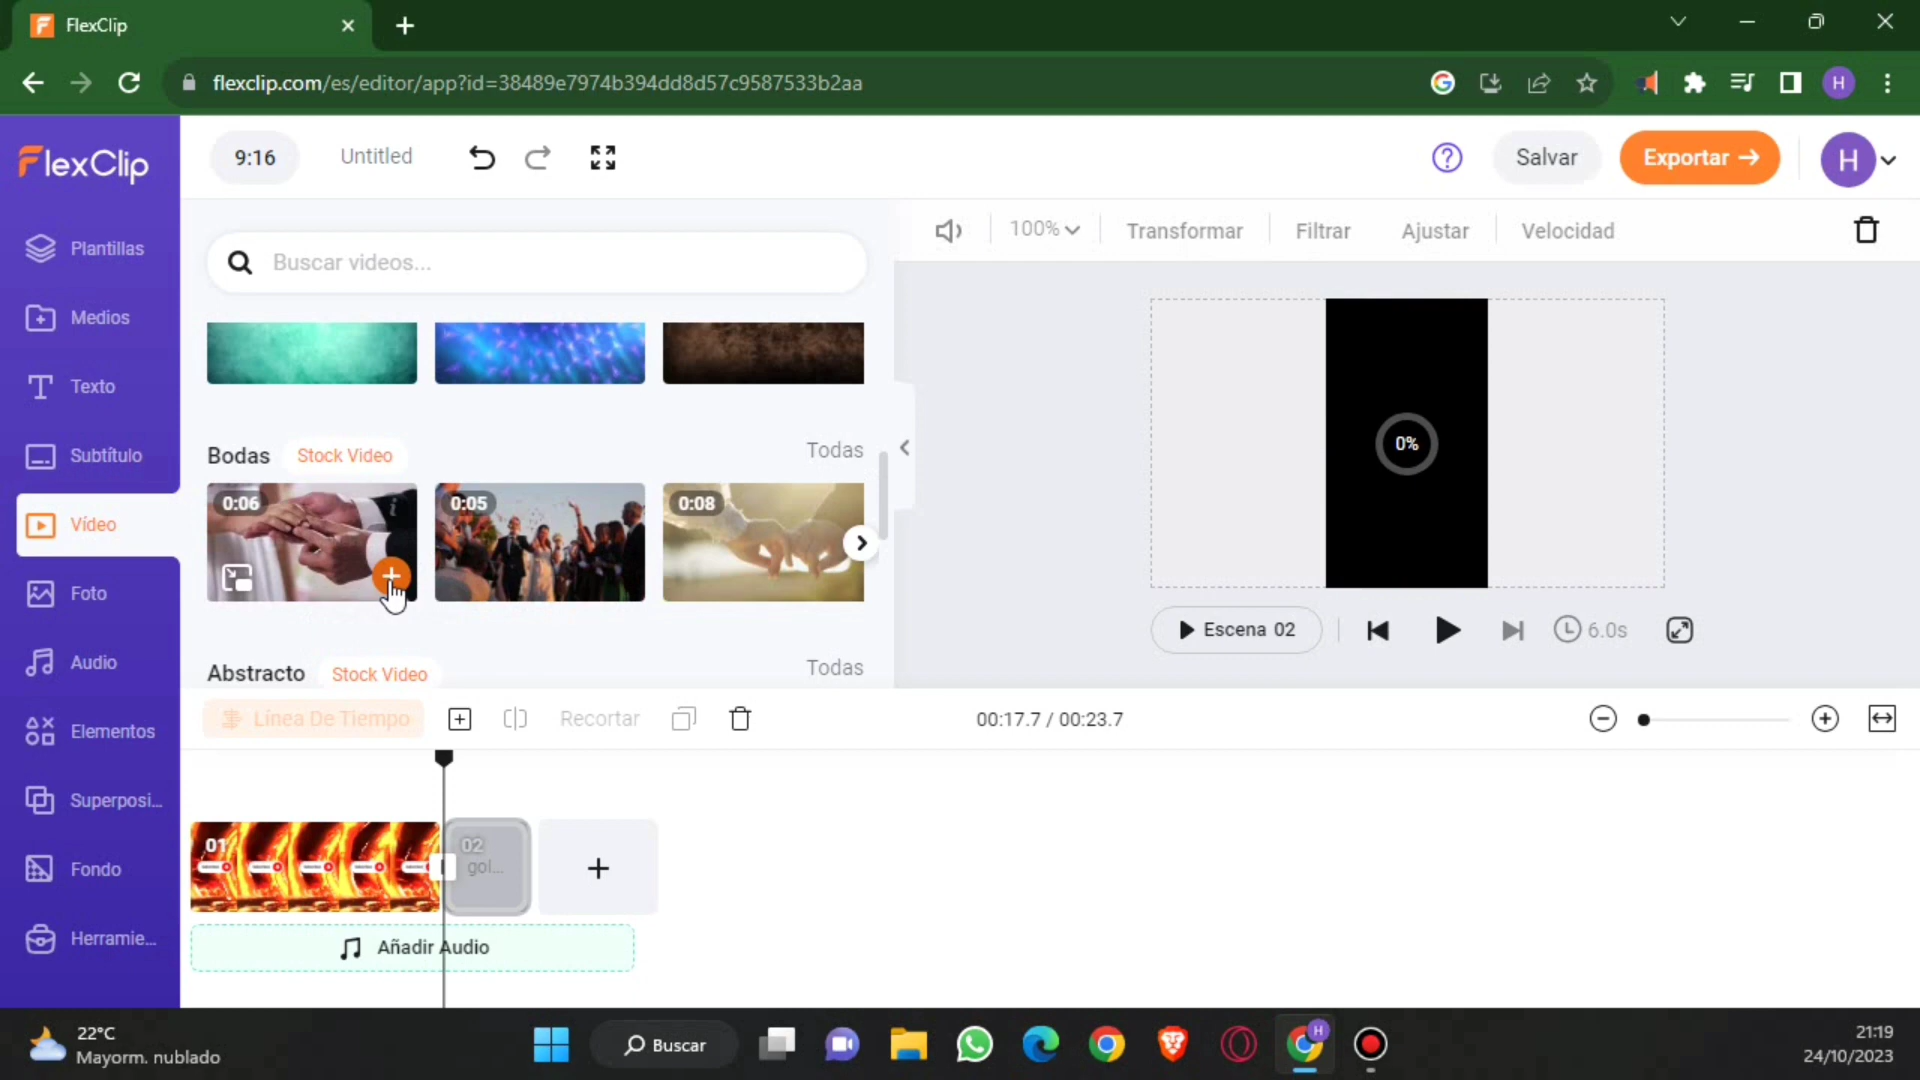 FlexClip
flexclip.com/es/editor/app?id=38489e7974b394dd8d57c9587533b2aa
H
FlexClip
9:16
Untitled
Salvar
Exportar →
H
Plantillas
Medios
Texto
Subtítulo
Vídeo
Foto
Audio
Elementos
Superposi...
Fondo
Herramie...
Buscar videos...
Bodas
Stock Video
Todas
0:06
0:05
0:08
Abstracto
Stock Video
Todas
100%
Transformar
Filtrar
Ajustar
Velocidad
0%
Escena 02
6.0s
Línea De Tiempo
Recortar
00:17.7 / 00:23.7
01
02
gol...
Añadir Audio
22°C
Mayorm. nublado
Buscar
H
21:19
24/10/2023